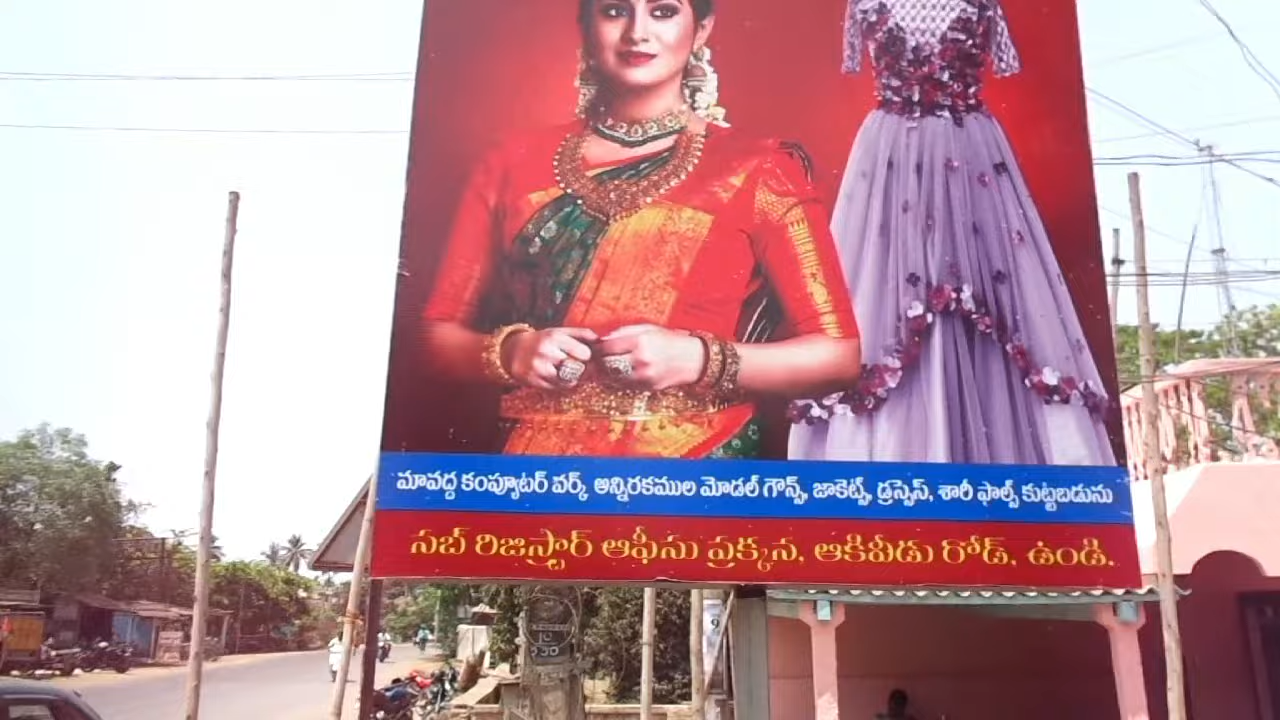 మావద్ద కంప్యూటర్ వర్క్ అన్నిరకముల మోడల్ గౌన్స్, జాకెట్స్, డ్రస్సెస్, శారీ ఫాల్స్ కుట్టబడును
సబ్ రిజిస్ట్రార్ ఆఫీసు ప్రక్కన, ఆకివీడు రోడ్, ఉండి.